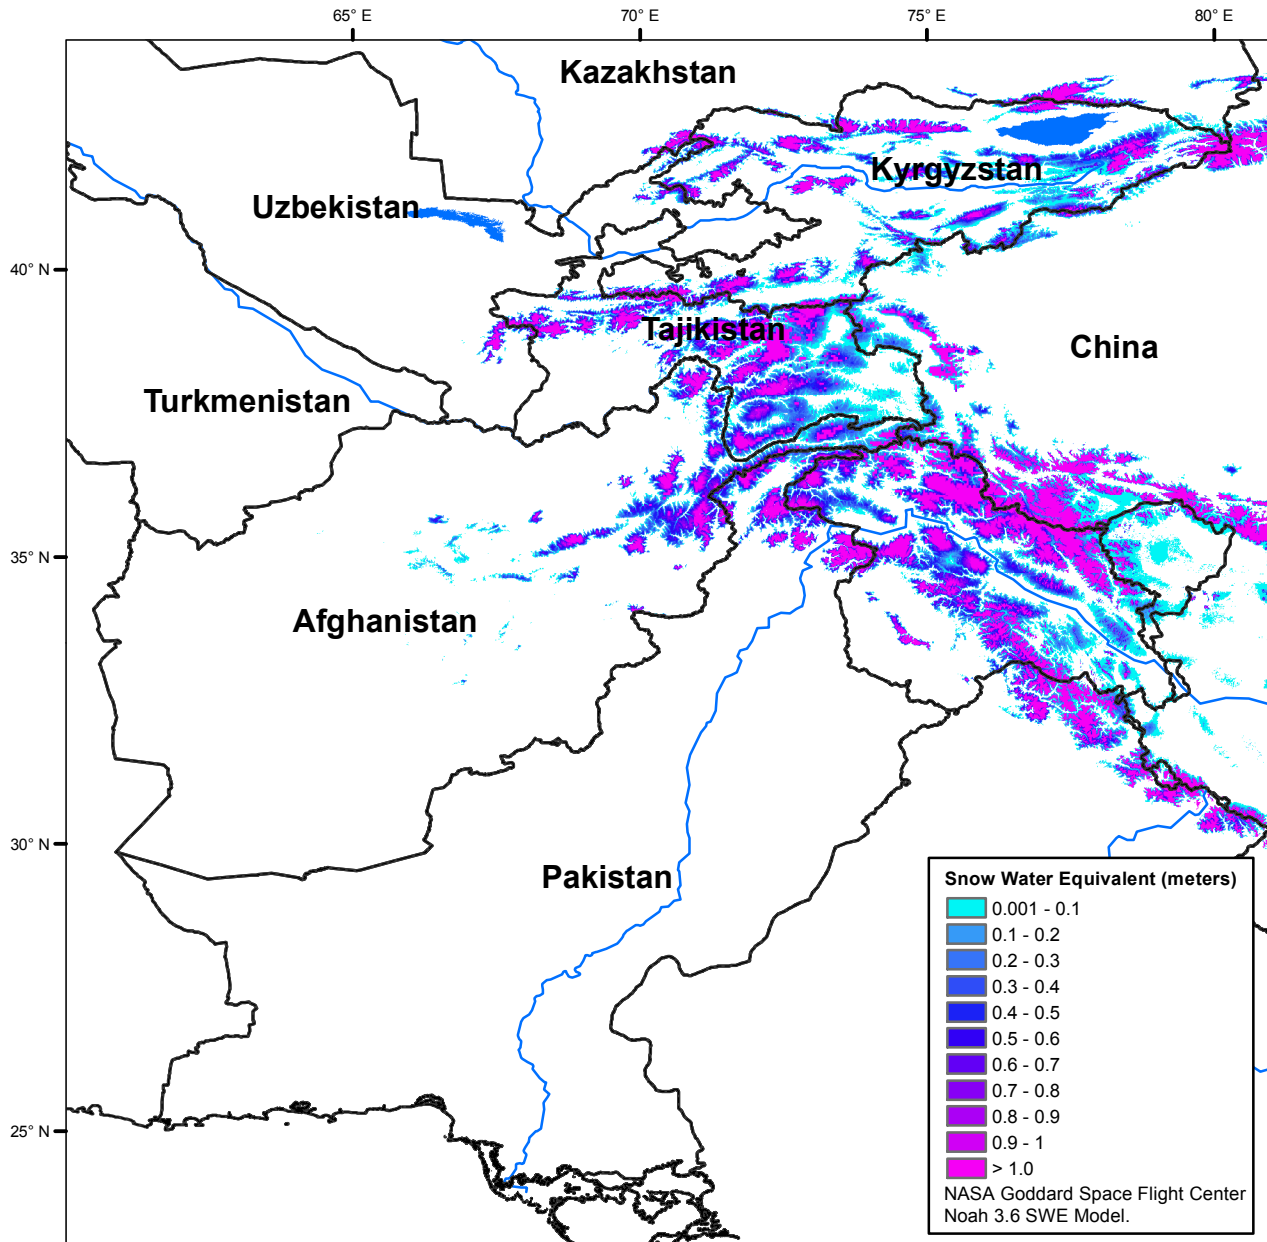 65° E
70° E
75° E
80° E
Kazakhstan
Kyrgyzstan
Uzbekistan
40° N
Tajikistan
China
Turkmenistan
35° N
Afghanistan
30° N
Pakistan
25° N
Snow Water Equivalent (meters)
0.001 - 0.1
0.1 - 0.2
0.2 - 0.3
0.3 - 0.4
0.4 - 0.5
0.5 - 0.6
0.6 - 0.7
0.7 - 0.8
0.8 - 0.9
0.9 - 1
> 1.0
NASA Goddard Space Flight Center
Noah 3.6 SWE Model.